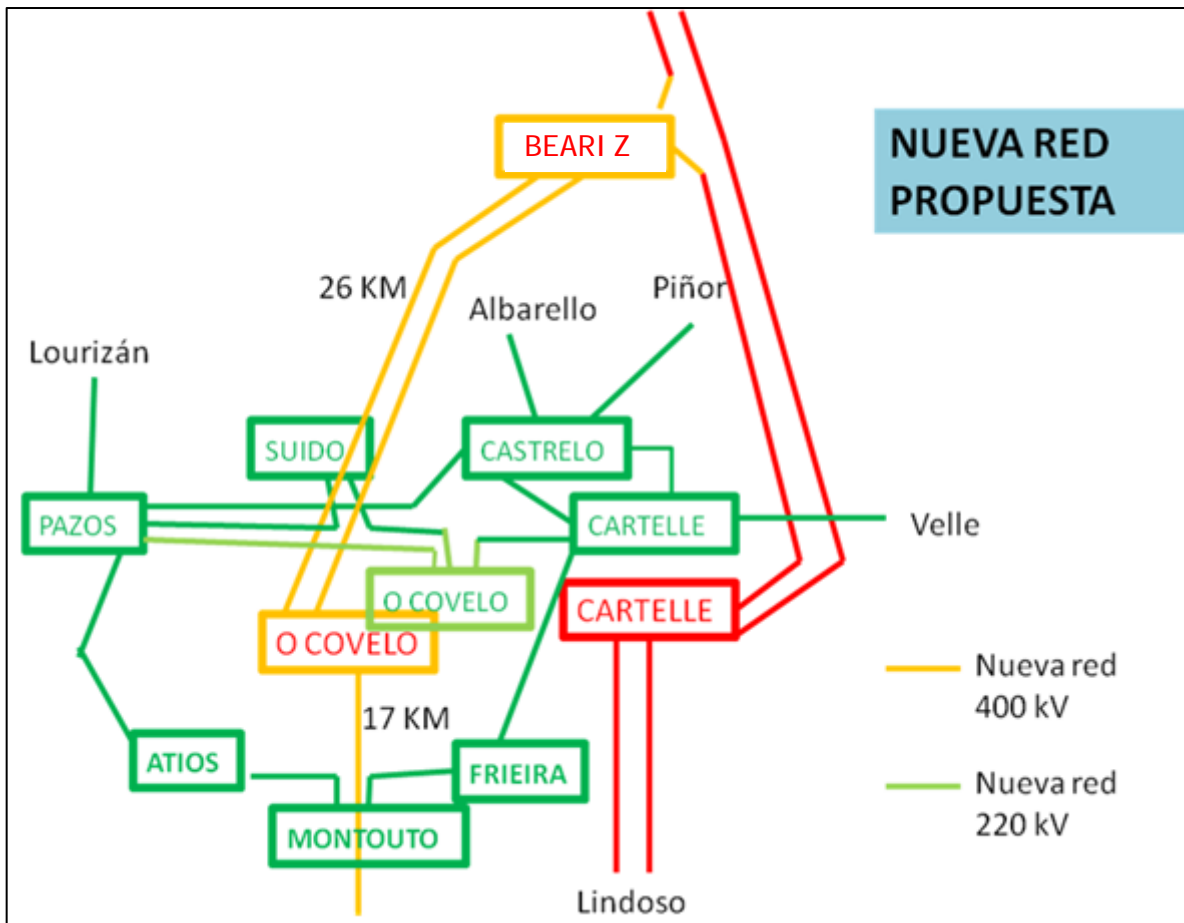 BEARI Z
NUEVA RED
PROPUESTA
26 KM
Piñor
Albarello
Lourizán
SUIDO
CASTRELO
PAZOS
CARTELLE
Velle
O COVELO
CARTELLE
O COVELO
Nueva red
400 kV
17 KM
ATIOS
FRIEIRA
Nueva red
220 kV
MONTOUTO
Lindoso